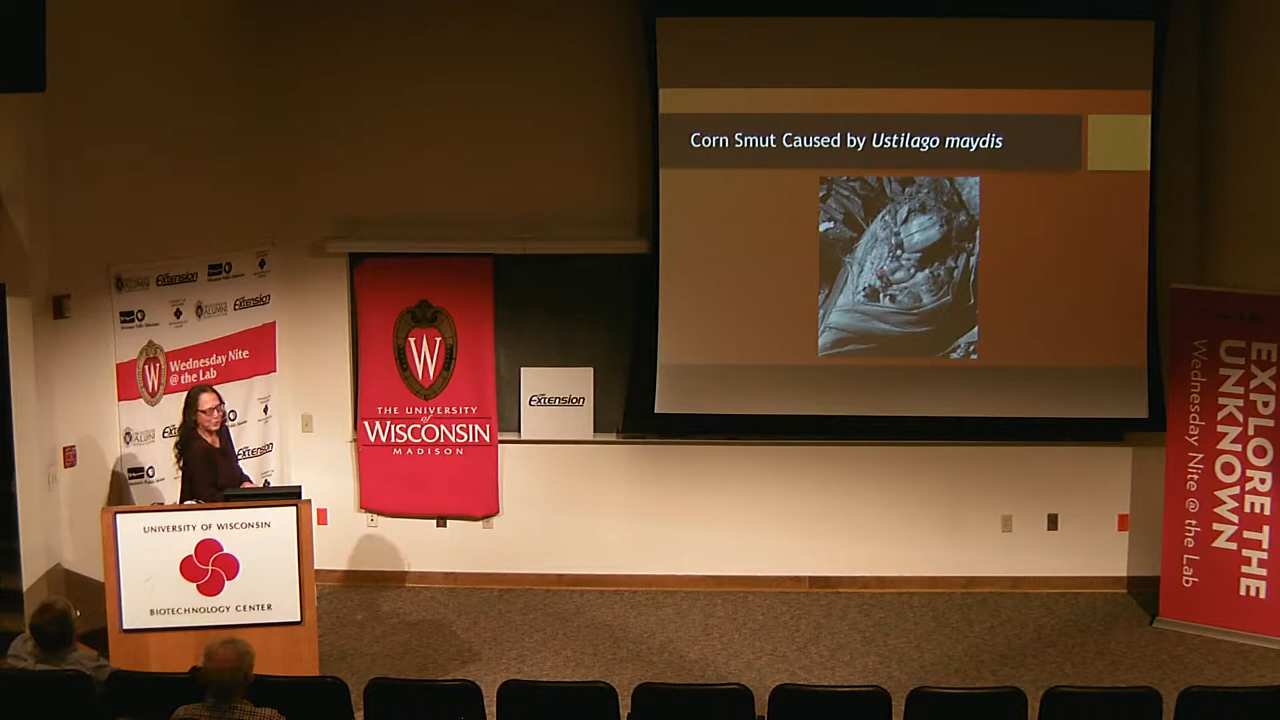 Corn Smut Caused by Ustilago maydis
Extension
Extension
Wednesday Nite
@ the Lab
Extension
W
THE UNIVERSITY
of
WISCONSIN
MADISON
Extension
UNIVERSITY OF WISCONSIN
BIOTECHNOLOGY CENTER
EXPLORE THE
UNKNOWN
Wednesday Nite @ the Lab